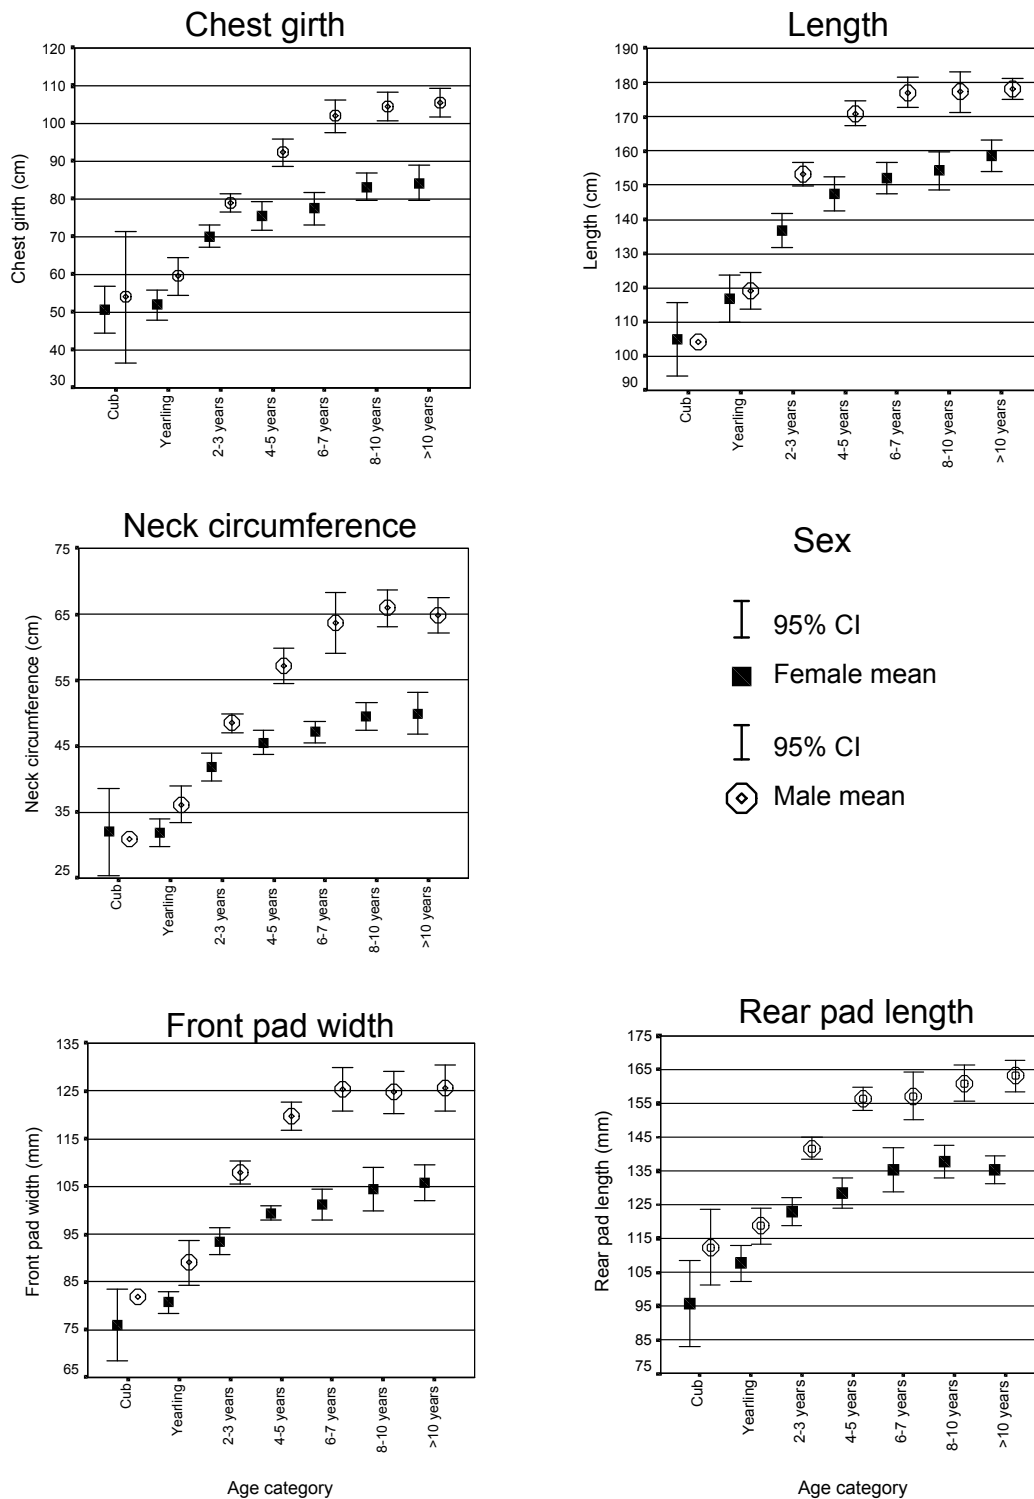 Chest girth
Chest girth (cm)
120
110
100
90
80
70
60
50
40
30
Cub
Yearling
2-3 years
4-5 years
6-7 years
8-10 years
>10 years
Length
Length (cm)
190
180
170
160
150
140
130
120
110
100
90
Cub
Yearling
2-3 years
4-5 years
6-7 years
8-10 years
>10 years
Neck circumference
Neck circumference (cm)
75
65
55
45
35
25
Cub
Yearling
2-3 years
4-5 years
6-7 years
8-10 years
>10 years
Sex
95% CI
Female mean
95% CI
Male mean
Front pad width
Front pad width (mm)
135
125
115
105
95
85
75
65
Cub
Yearling
2-3 years
4-5 years
6-7 years
8-10 years
>10 years
Age category
Rear pad length
Rear pad length (mm)
175
165
155
145
135
125
115
105
95
85
75
Cub
Yearling
2-3 years
4-5 years
6-7 years
8-10 years
>10 years
Age category